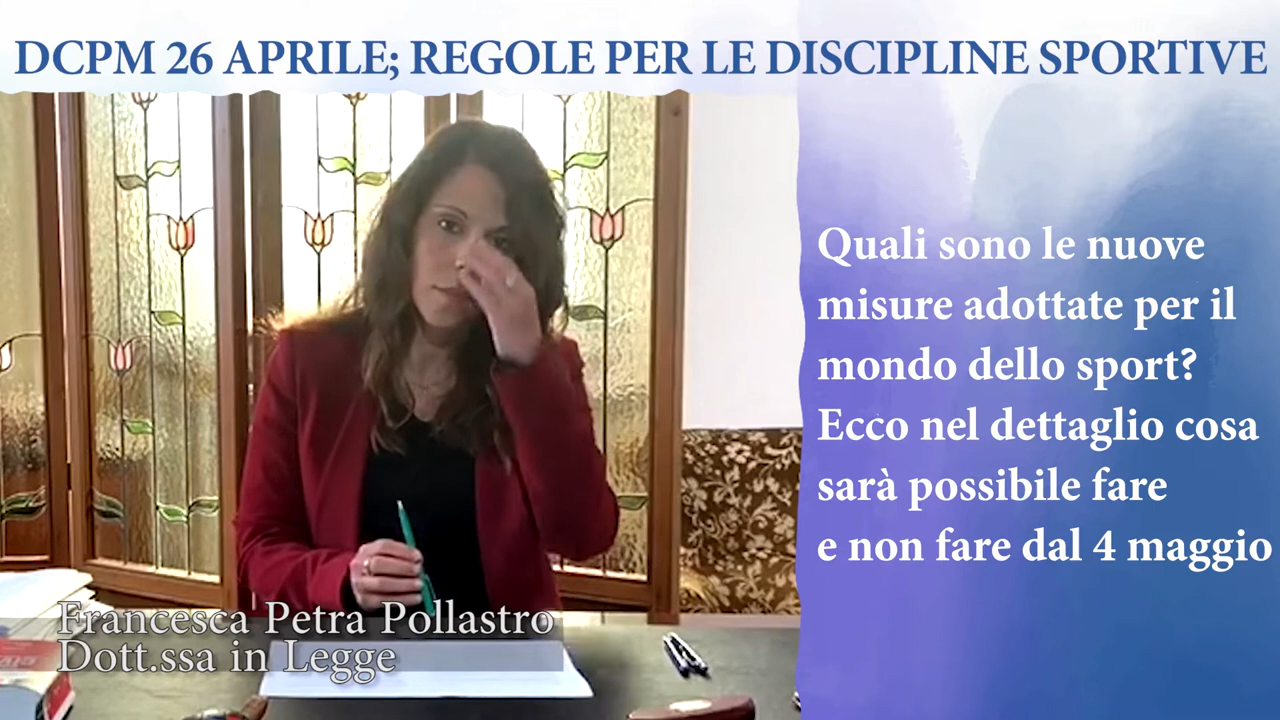 DCPM 26 APRILE; REGOLE PER LE DISCIPLINE SPORTIVE
Quali sono le nuove
misure adottate per il
mondo dello sport?
Ecco nel dettaglio cosa
sarà possibile fare
e non fare dal 4 maggio
Francesca Petra Pollastro
Dott.ssa in Legge